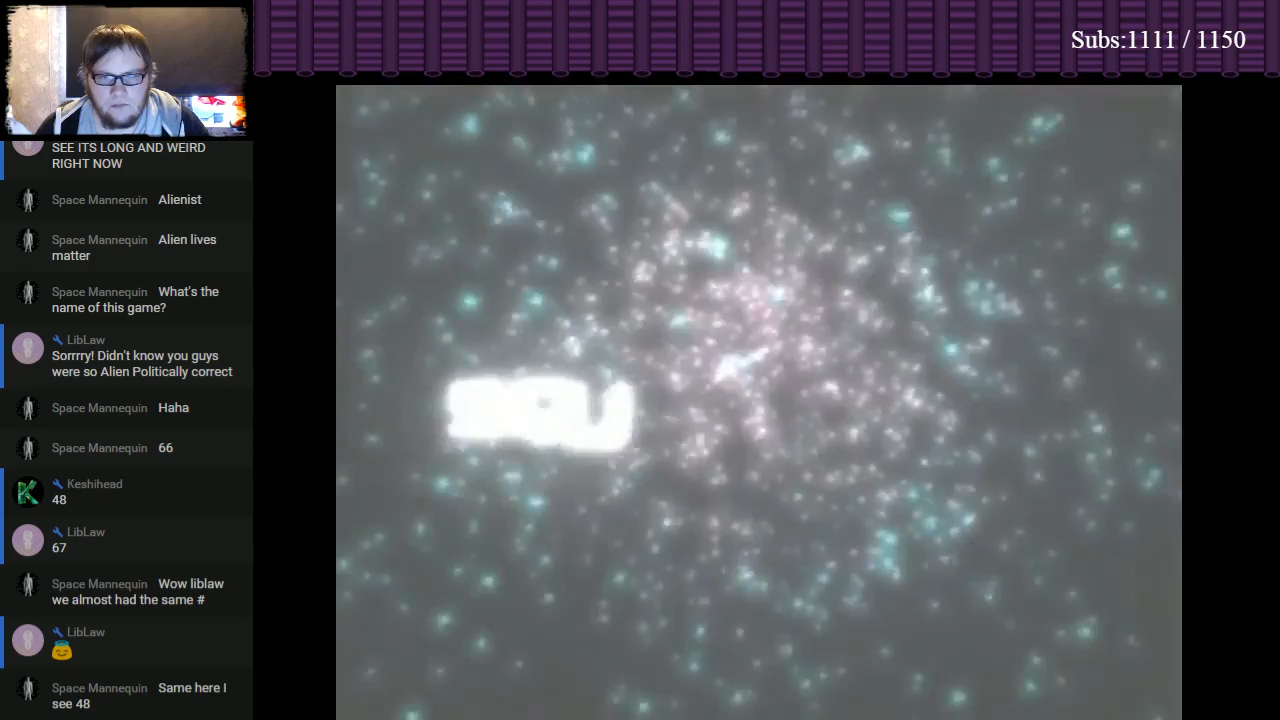 Subs:1111 / 1150
SEE ITS LONG AND WEIRD
RIGHT NOW
Space Mannequin Alienist
Space Mannequin Alien lives
matter
Space Mannequin What's the
name of this game?
LibLaw
Sorrrry! Didn't know you guys
were so Alien Politically correct
Space Mannequin Haha
Space Mannequin 66
Keshihead
48
LibLaw
67
Space Mannequin Wow liblaw
we almost had the same #
LibLaw
Space Mannequin Same here I
see 48